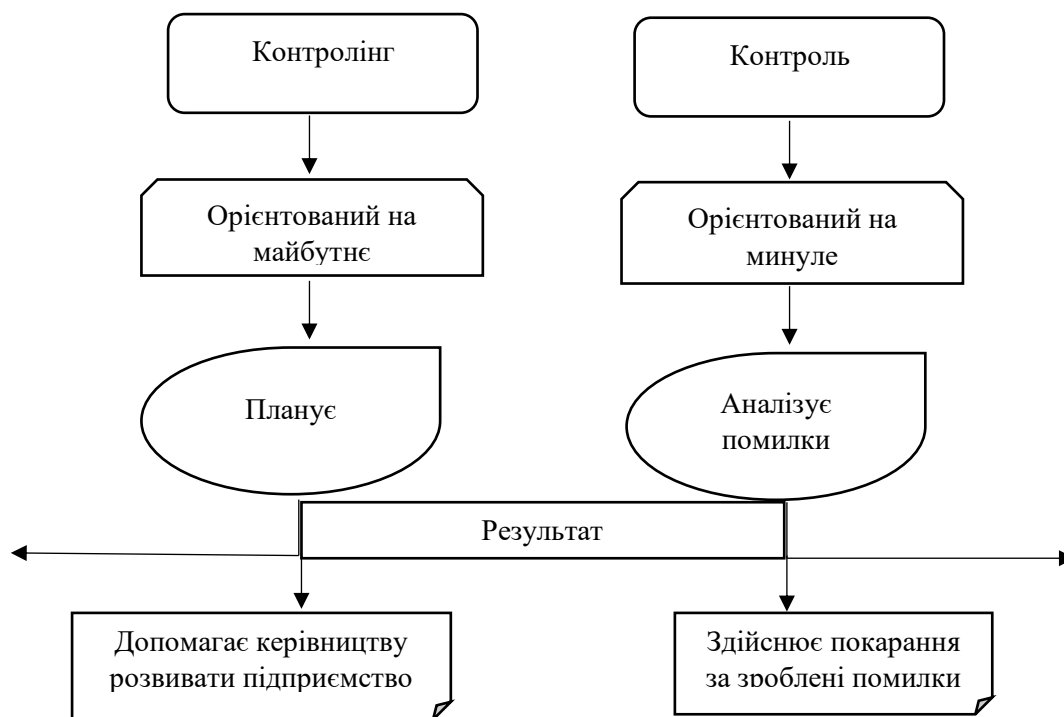 Контролінг
Контроль
Орієнтований на
майбутнє
Орієнтований на
минуле
Планує
Аналізує
помилки
Результат
Допомагає керівництву
розвивати підприємство
Здійснює покарання
за зроблені помилки